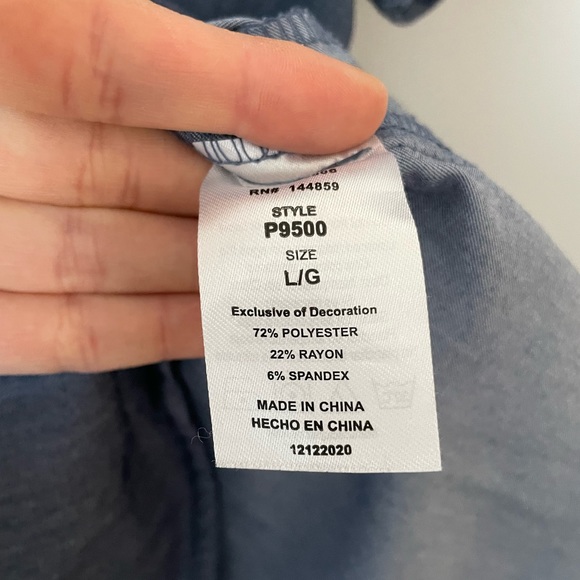 RN# 144859
STYLE
P9500
SIZE
L/G
Exclusive of Decoration
72% POLYESTER
22% RAYON
6% SPANDEX
MADE IN CHINA
HECHO EN CHINA
12122020